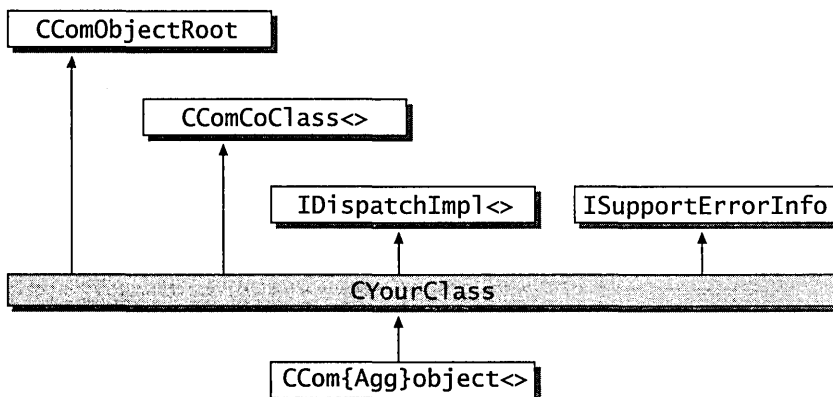 CComObjectRoot
CComCoClass<>
IDispatchImpl<> ISupportErrorInfo
CYourClass
CCom{Agg}object<>